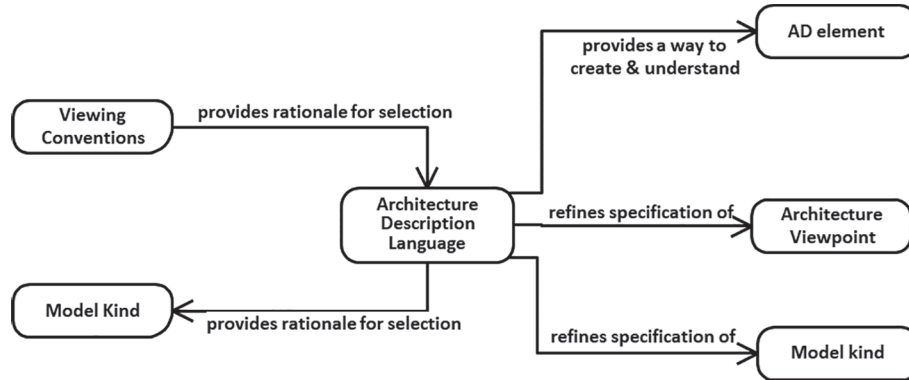 AD element
provides a way to
create & understand
Viewing
Conventions
provides rationale for selection
Architecture
Description
Language
refines specification of
Architecture
Viewpoint
Model Kind
provides rationale for selection
refines specification of
Model kind